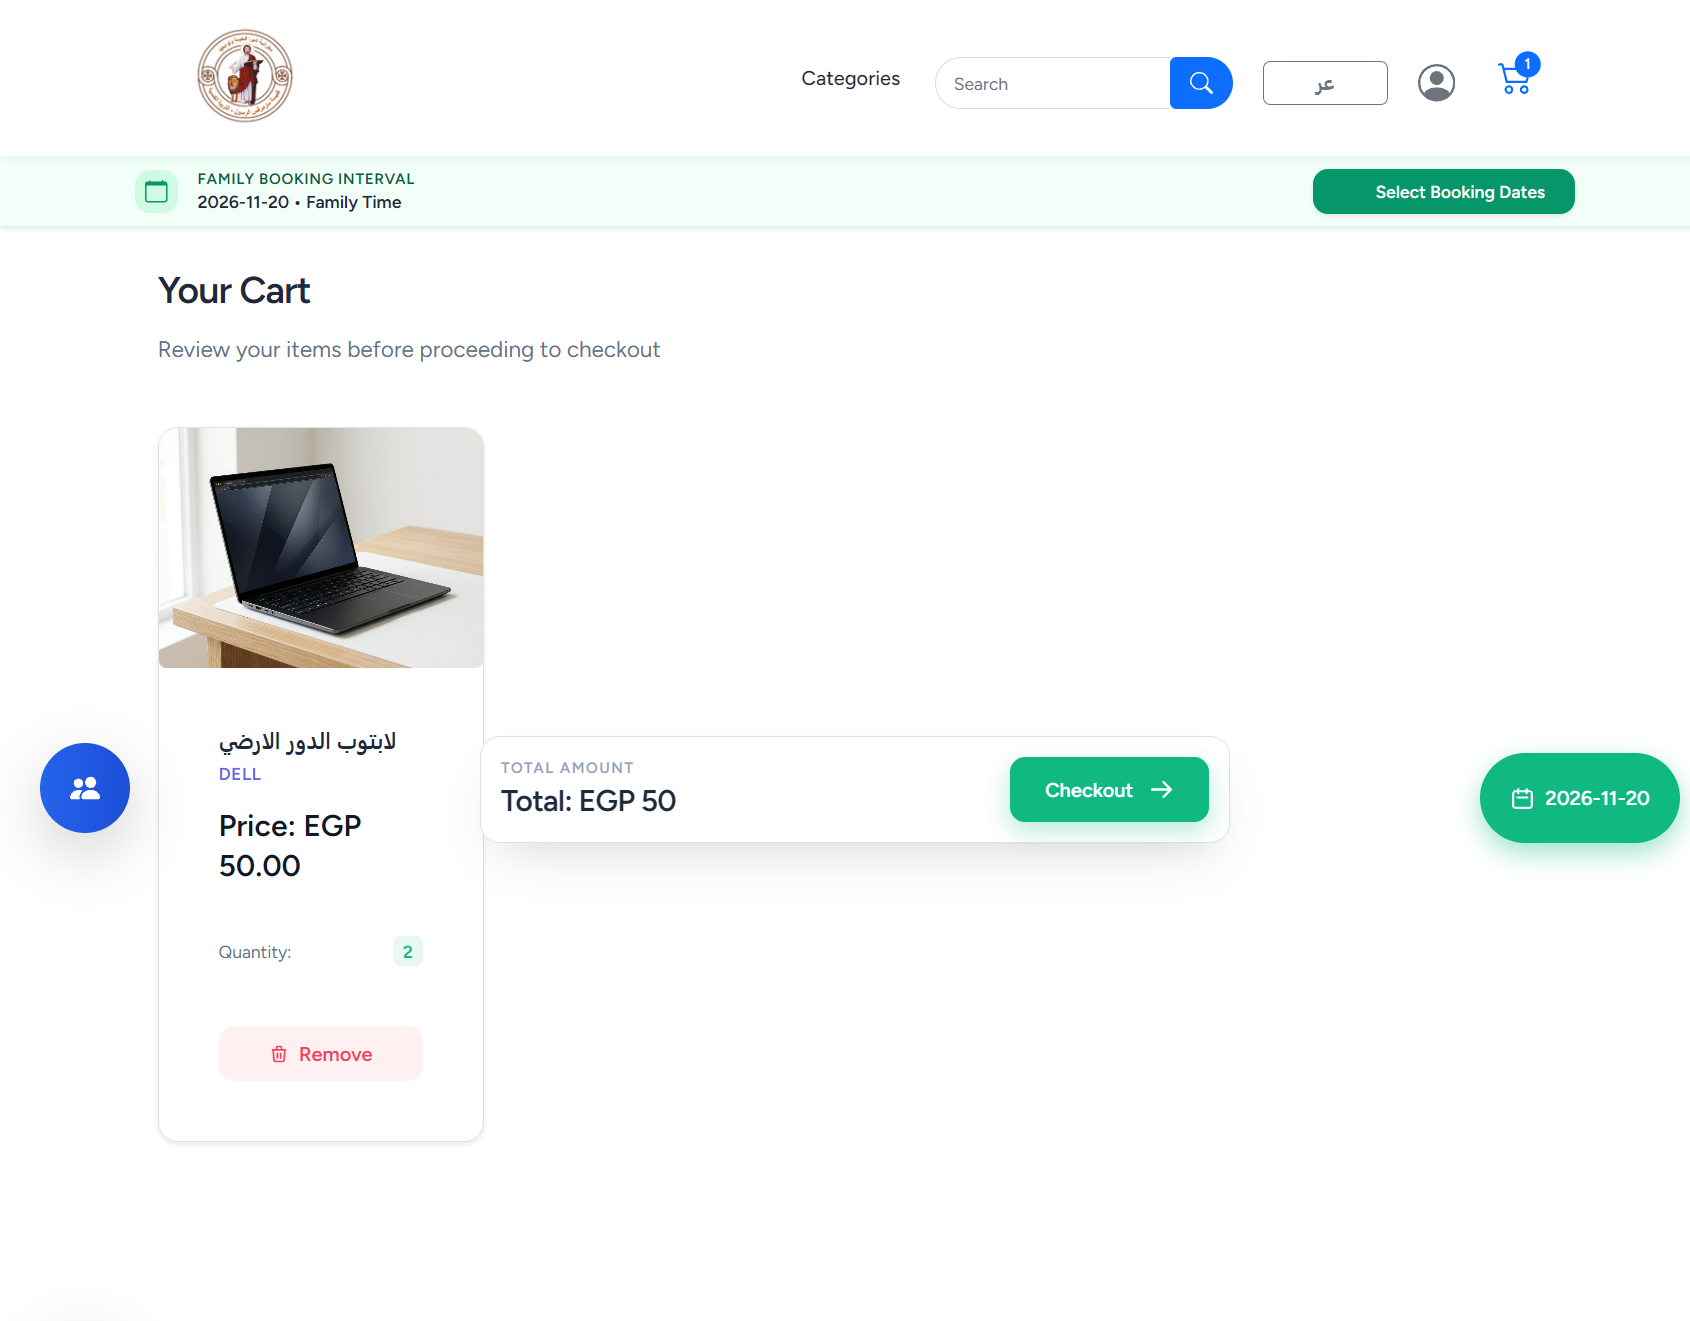 Categories
Search
عر
1
FAMILY BOOKING INTERVAL
2026-11-20 • Family Time
Select Booking Dates
Your Cart
Review your items before proceeding to checkout
لابتوب الدور الارضي
DELL
Price: EGP
50.00
Quantity:
2
Remove
TOTAL AMOUNT
Total: EGP 50
Checkout
2026-11-20